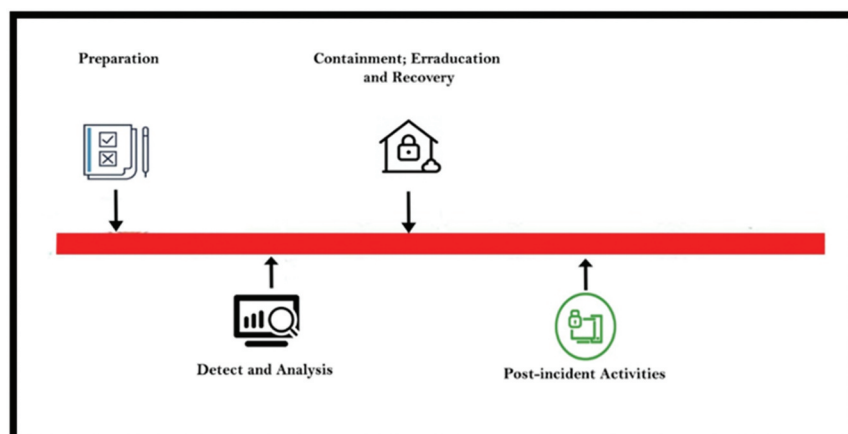 Preparation
Containment; Erraducation
and Recovery
Detect and Analysis
Post-incident Activities